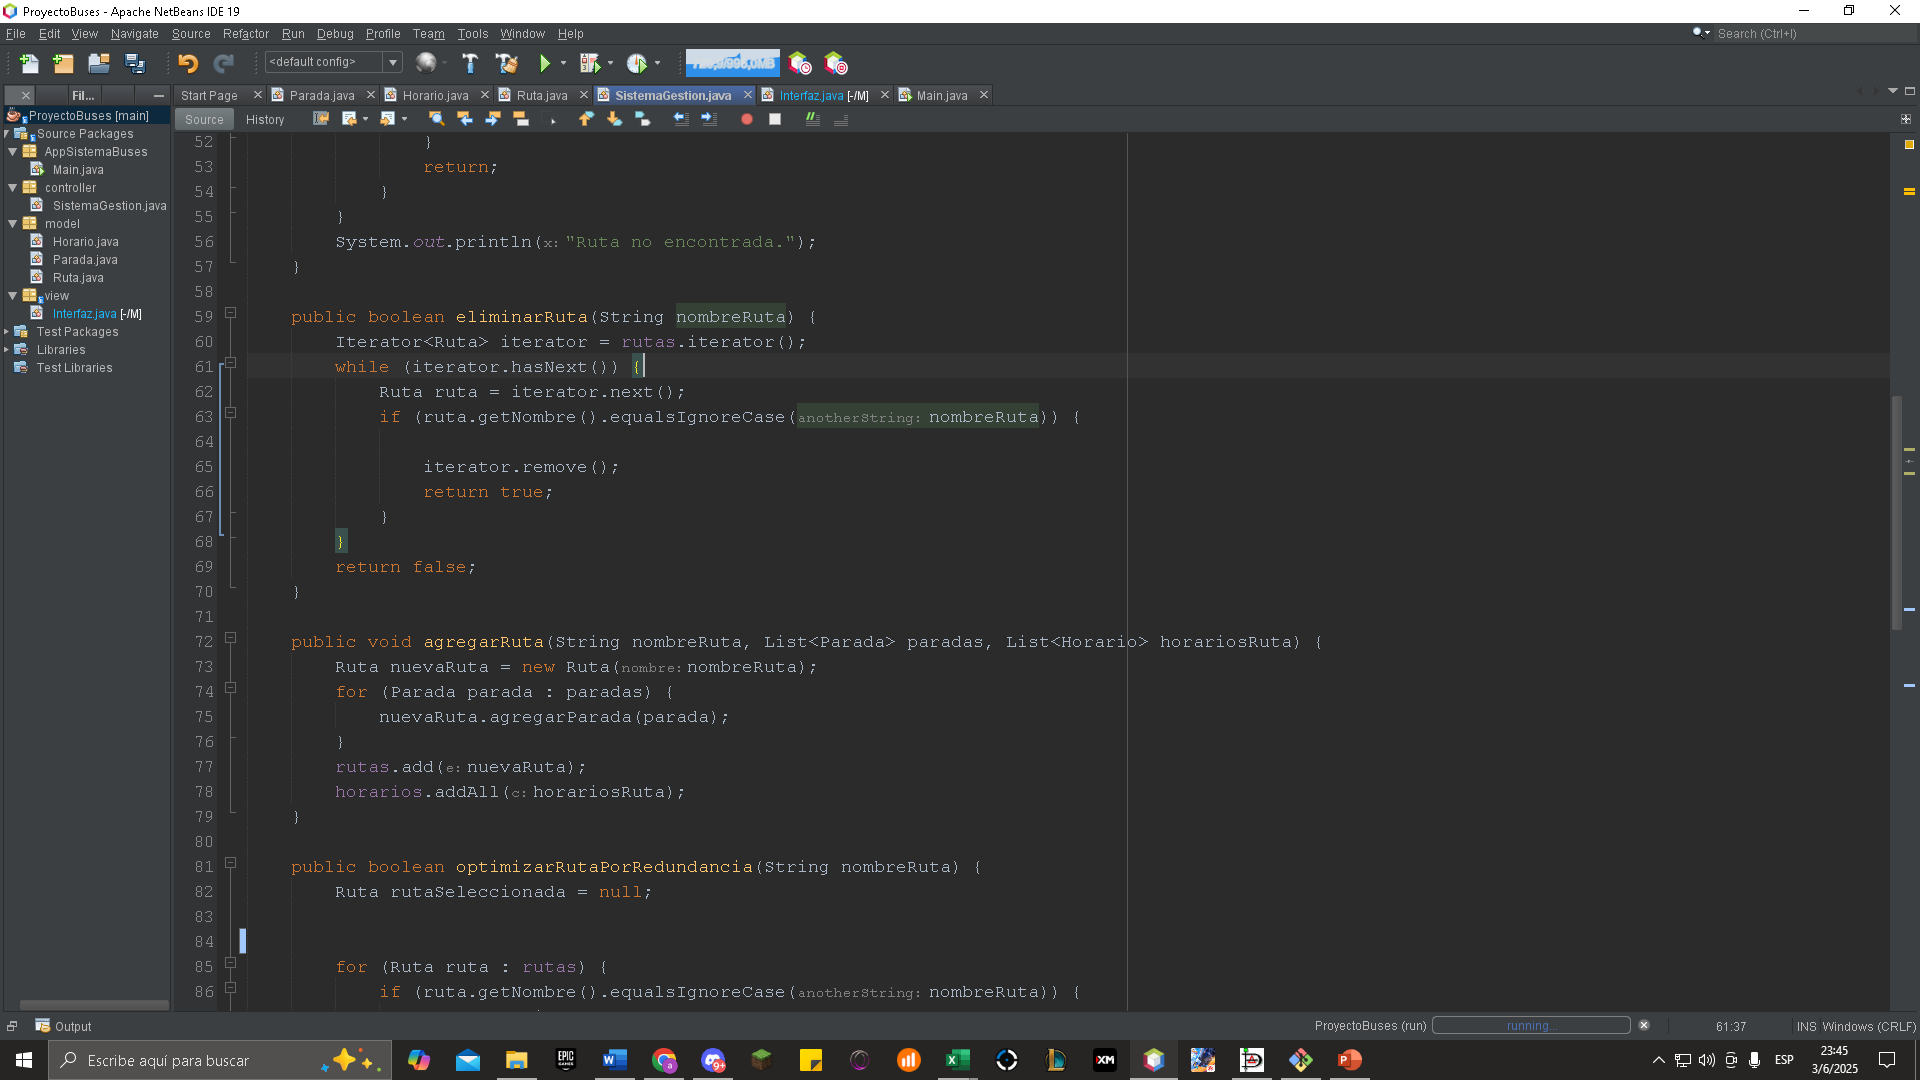 ProyectoBuses - Apache NetBeans IDE 19
File Edit View Navigate Source Refactor Run Debug Profile Team Tools Window Help
Search (Ctrl+I)
<default config>
Fil...
Start Page Parada.java Horario.java Ruta.java SistemaGestion.java Interfaz.java [-/M] Main.java
Source History
ProyectoBuses [main]
Source Packages
AppSistemaBuses
Main.java
controller
SistemaGestion.java
model
Horario.java
Parada.java
Ruta.java
view
Interfaz.java [-/M]
Test Packages
Libraries
Test Libraries
52 }
53 return;
54 }
55 }
56 System.out.println(x: "Ruta no encontrada.");
57 }
58
59 public boolean eliminarRuta(String nombreRuta) {
60 Iterator<Ruta> iterator = rutas.iterator();
61 while (iterator.hasNext()) {
62 Ruta ruta = iterator.next();
63 if (ruta.getNombre().equalsIgnoreCase(anotherString: nombreRuta)) {
64
65 iterator.remove();
66 return true;
67 }
68 }
69 return false;
70 }
71
72 public void agregarRuta(String nombreRuta, List<Parada> paradas, List<Horario> horariosRuta) {
73 Ruta nuevaRuta = new Ruta(nombre: nombreRuta);
74 for (Parada parada : paradas) {
75 nuevaRuta.agregarParada(parada);
76 }
77 rutas.add(e: nuevaRuta);
78 horarios.addAll(c: horariosRuta);
79 }
80
81 public boolean optimizarRutaPorRedundancia(String nombreRuta) {
82 Ruta rutaSeleccionada = null;
83
84
85 for (Ruta ruta : rutas) {
86 if (ruta.getNombre().equalsIgnoreCase(anotherString: nombreRuta)) {
Output
ProyectoBuses (run) running... 61:37 INS Windows (CRLF)
Escribe aquí para buscar
EPIC GAMES
9+
XM
ESP
23:45
3/6/2025